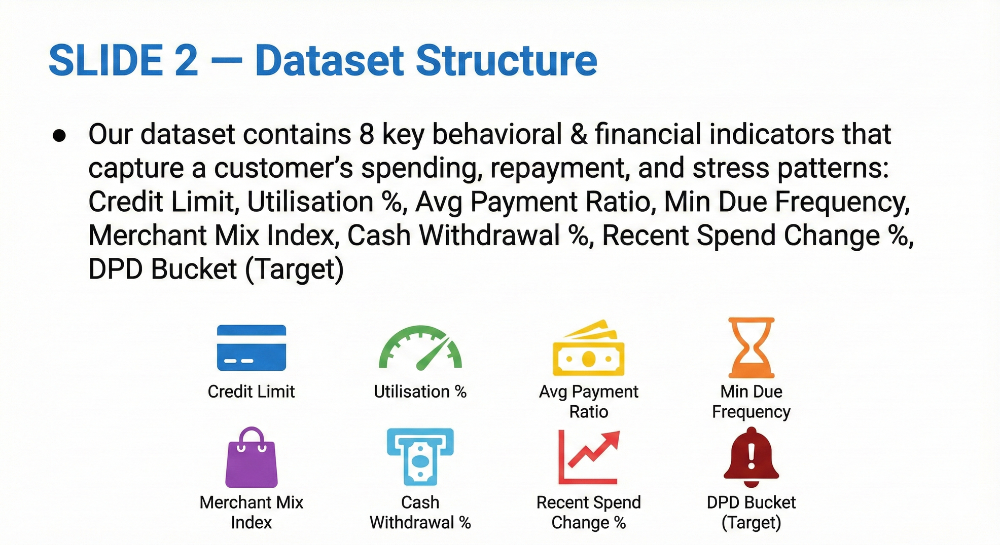 SLIDE 2 — Dataset Structure
● Our dataset contains 8 key behavioral & financial indicators that
capture a customer’s spending, repayment, and stress patterns:
Credit Limit, Utilisation %, Avg Payment Ratio, Min Due Frequency,
Merchant Mix Index, Cash Withdrawal %, Recent Spend Change %,
DPD Bucket (Target)
Credit Limit
Utilisation %
Avg Payment
Ratio
Min Due
Frequency
Merchant Mix
Index
Cash
Withdrawal %
Recent Spend
Change %
DPD Bucket
(Target)